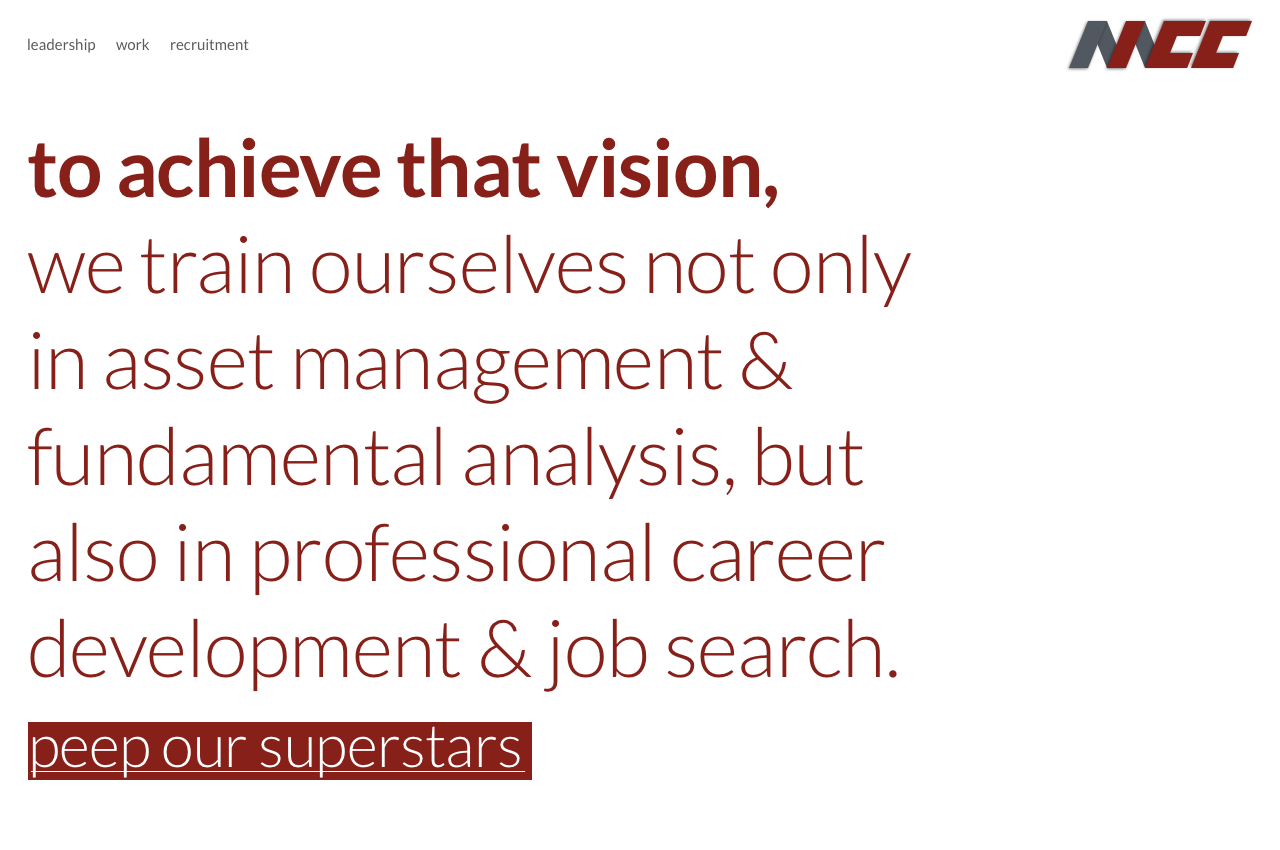 leadership work recruitment
to achieve that vision,
we train ourselves not only
in asset management &
fundamental analysis, but
also in professional career
development & job search.
peep our superstars